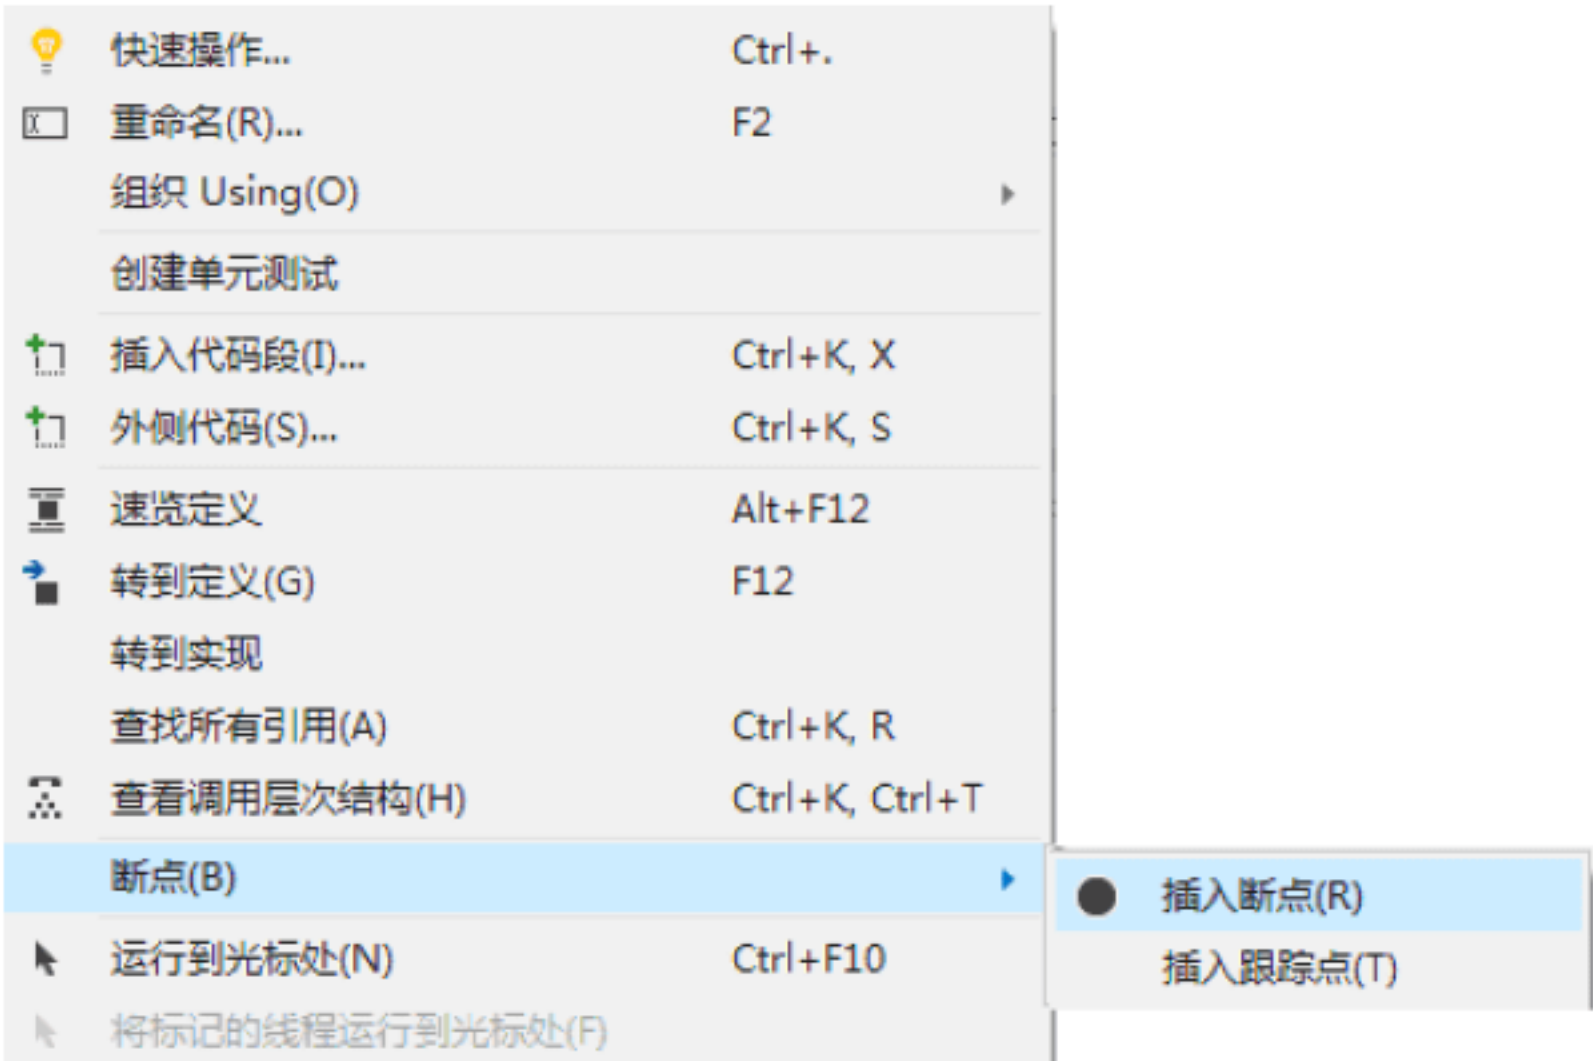 快速操作... Ctrl+.
重命名(R)... F2
组织 Using(O)
创建单元测试
插入代码段(I)... Ctrl+K, X
外侧代码(S)... Ctrl+K, S
速览定义 Alt+F12
转到定义(G) F12
转到实现
查找所有引用(A) Ctrl+K, R
查看调用层次结构(H) Ctrl+K, Ctrl+T
断点(B)
插入断点(R)
运行到光标处(N) Ctrl+F10
插入跟踪点(T)
将标记的线程运行到光标处(F)